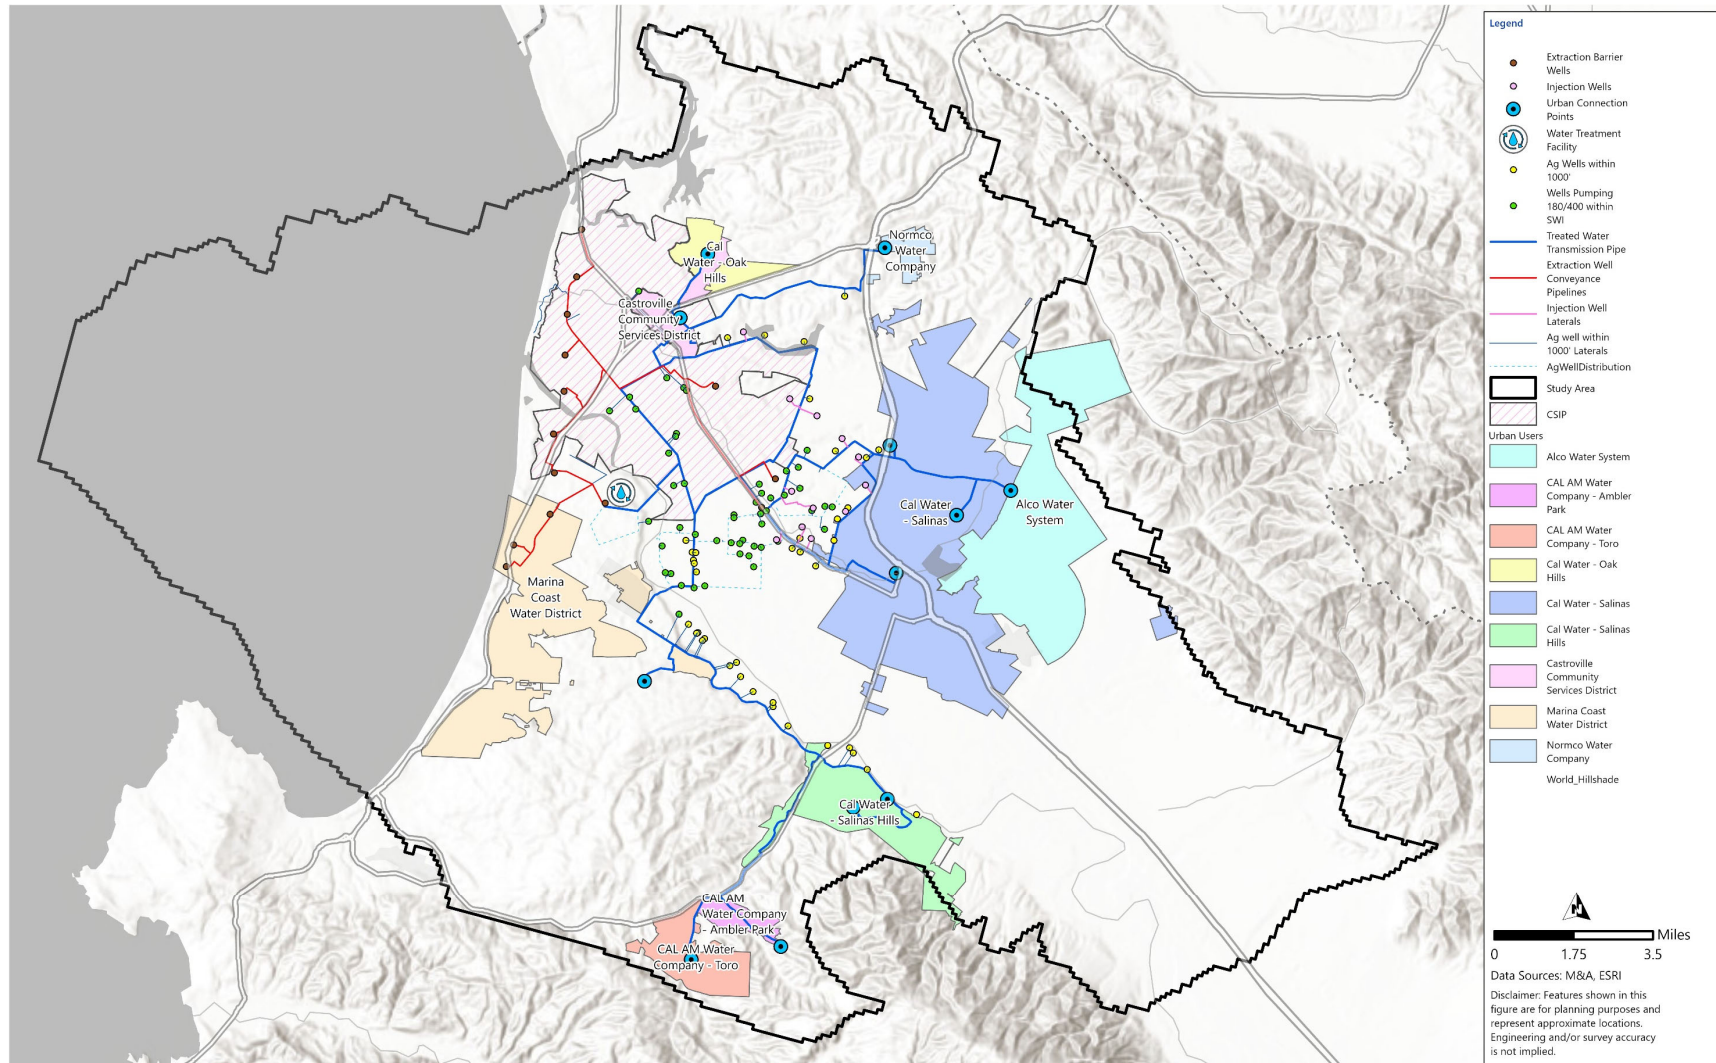 Cal
Water - Oak
Hills
Normco
Water
Company
Castroville
Community
Services District
Cal Water
- Salinas
Alco Water
System
Marina
Coast
Water District
Cal Water
- Salinas Hills
CAL AM
Water Company
- Ambler Park
CAL AM Water
Company - Toro
Legend
Extraction Barrier
Wells
Injection Wells
Urban Connection
Points
Water Treatment
Facility
Ag Wells within
1000'
Wells Pumping
180/400 within
SWI
Treated Water
Transmission Pipe
Extraction Well
Conveyance
Pipelines
Injection Well
Laterals
Ag well within
1000' Laterals
AgWellDistribution
Study Area
CSIP
Urban Users
Alco Water System
CAL AM Water
Company - Ambler
Park
CAL AM Water
Company - Toro
Cal Water - Oak
Hills
Cal Water - Salinas
Cal Water - Salinas
Hills
Castroville
Community
Services District
Marina Coast
Water District
Normco Water
Company
World_Hillshade
N
Miles
0 1.75 3.5
Data Sources: M&A, ESRI
Disclaimer: Features shown in this
figure are for planning purposes and
represent approximate locations.
Engineering and/or survey accuracy
is not implied.